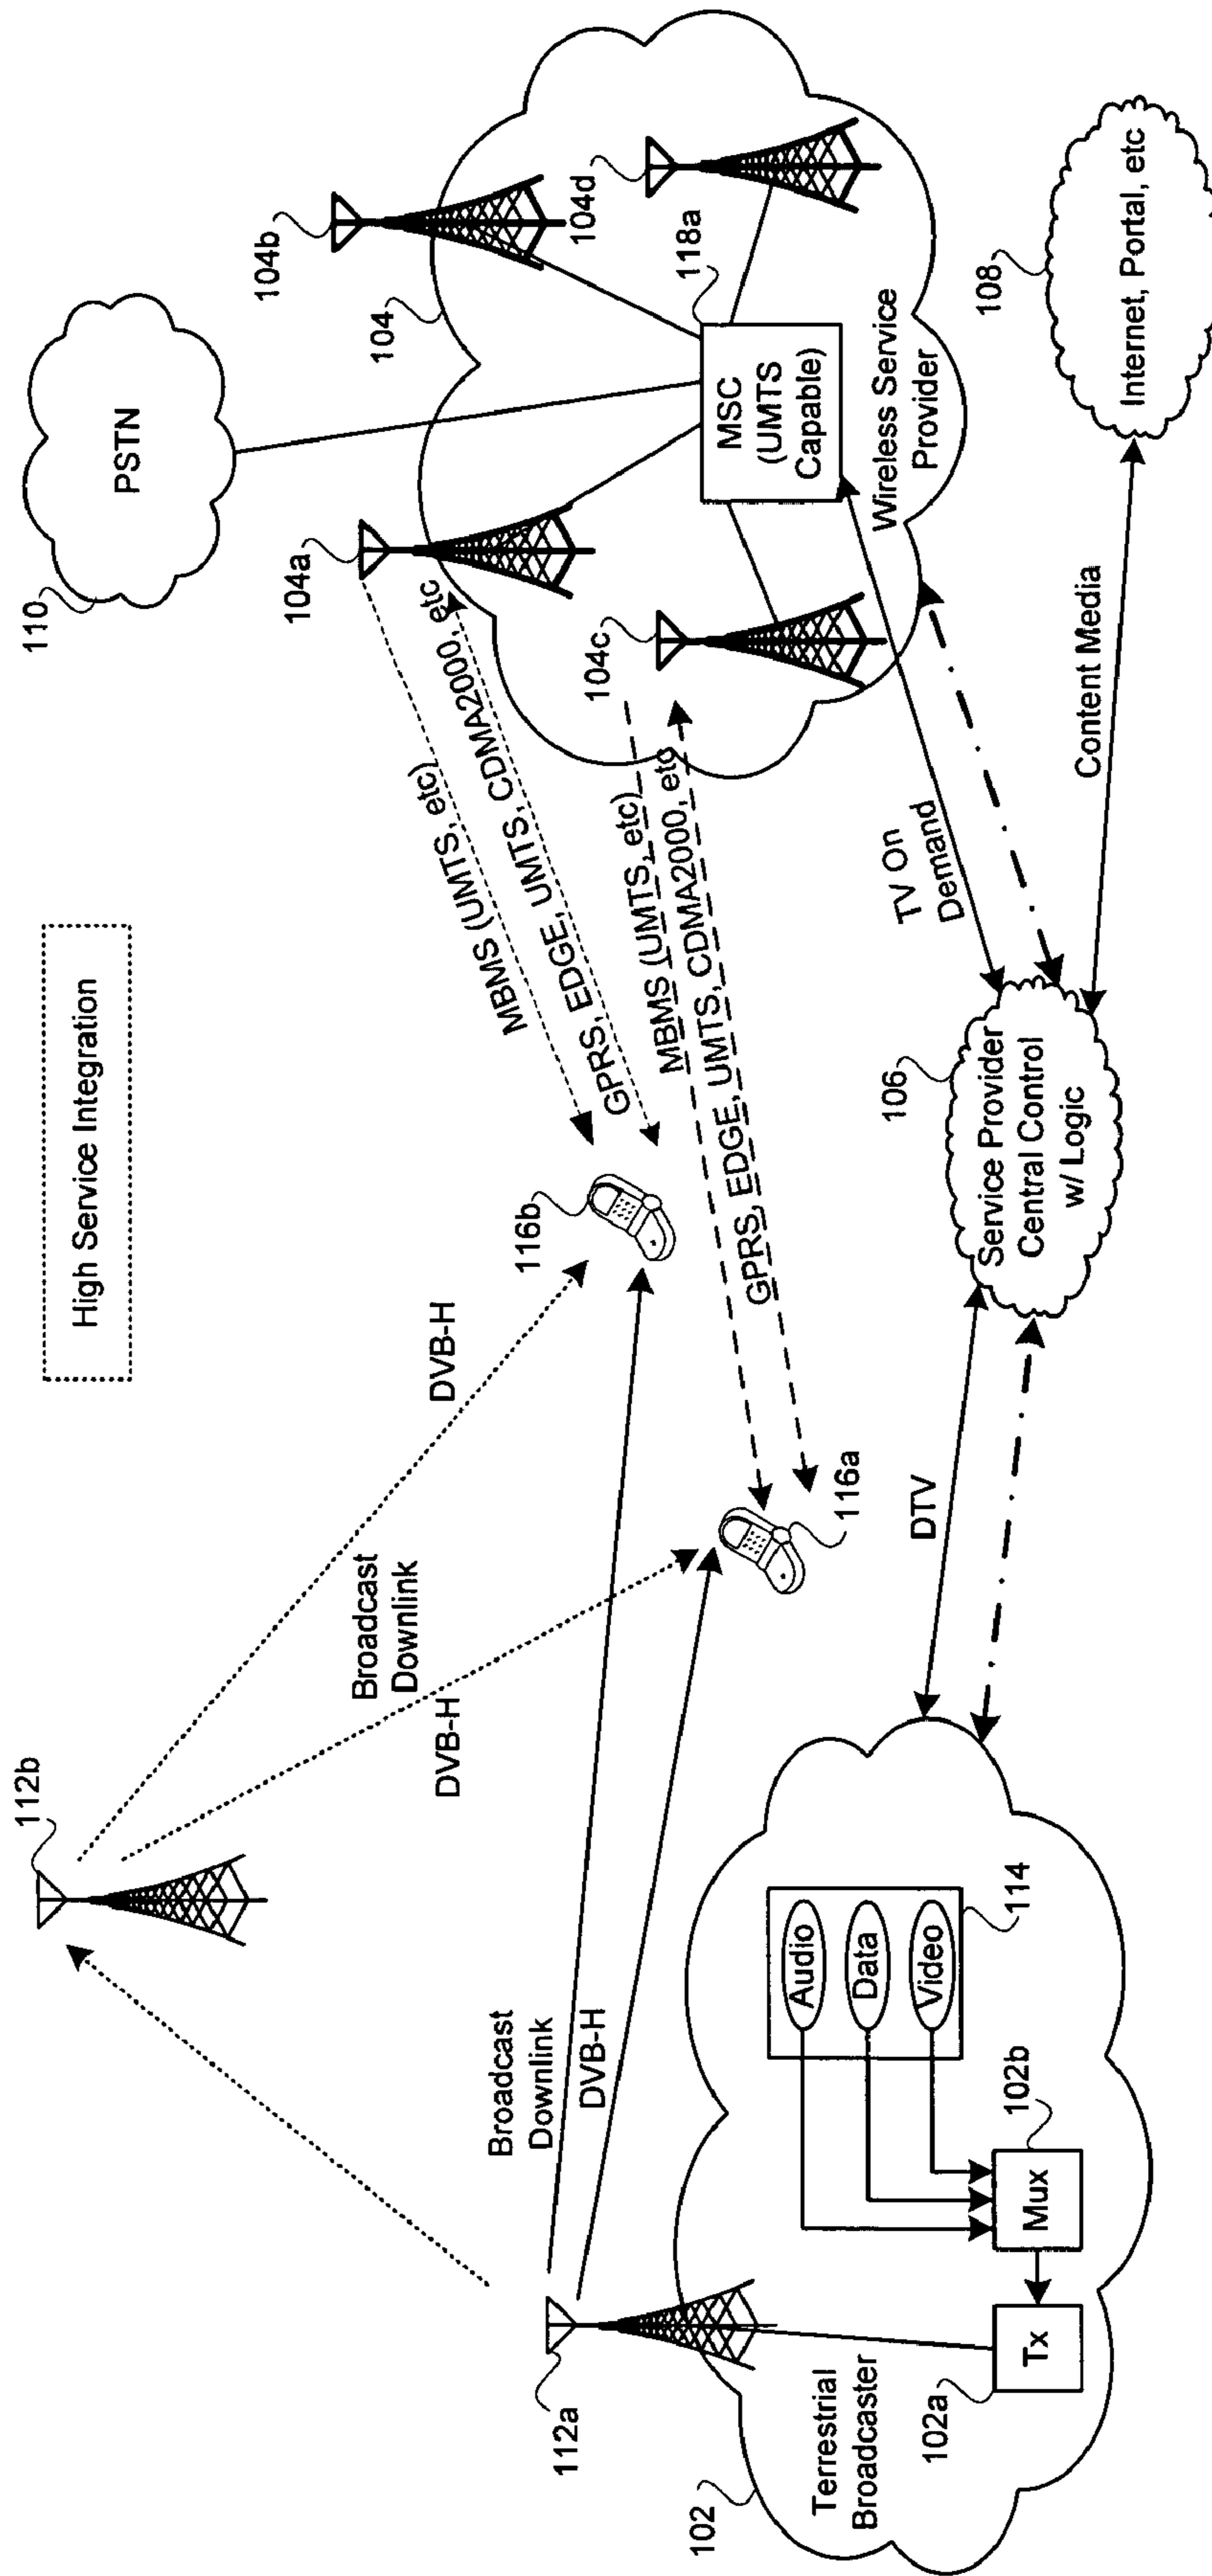 High Service Integration
110
PSTN
112b
104b
104a
104
104d
118a
104c
MSC
(UMTS
Capable)
Wireless Service
Provider
MBMS (UMTS, etc)
GPRS, EDGE, UMTS, CDMA2000, etc
MBMS (UMTS, etc)
GPRS, EDGE, UMTS, CDMA2000, etc
116b
116a
DVB-H
Broadcast
Downlink
DVB-H
Broadcast
Downlink
DVB-H
112a
TV On
Demand
108
Internet, Portal, etc
Content Media
106
Service Provider
Central Control
w/ Logic
DTV
102
Terrestrial
Broadcaster
Audio
Data
Video
114
102b
Mux
Tx
102a